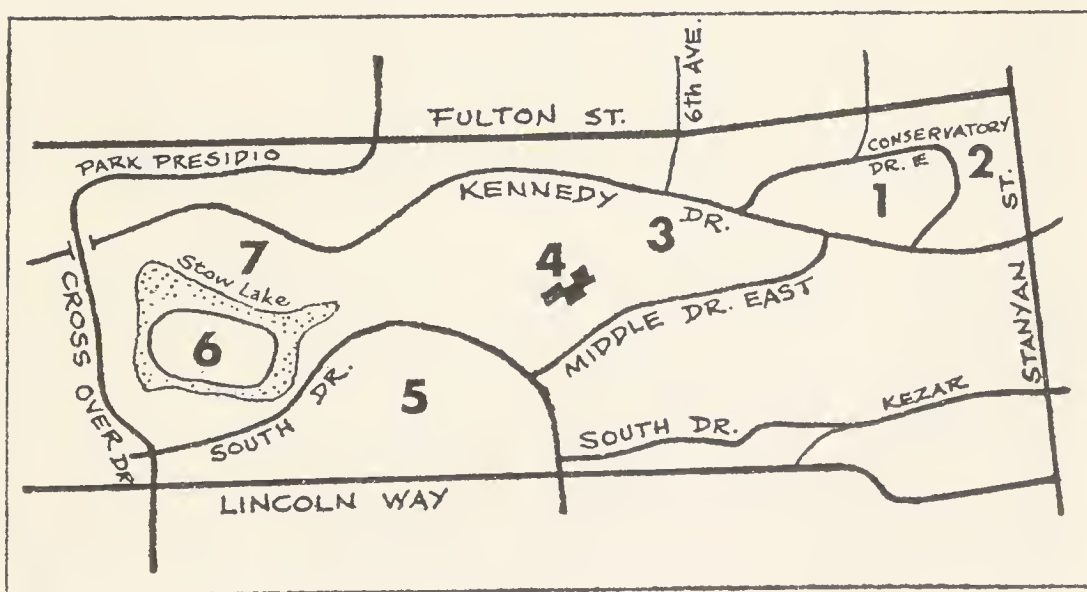 FULTON ST.
6th AVE.
PARK PRESIDIO
CONSERVATORY
DR. E
2
1
KENNEDY
DR.
3
ST.
STANYAN
7
Stow Lake
4
MIDDLE DR. EAST
CROSS OVER DR
6
5
SOUTH
DR.
KEZAR
SOUTH DR.
LINCOLN WAY